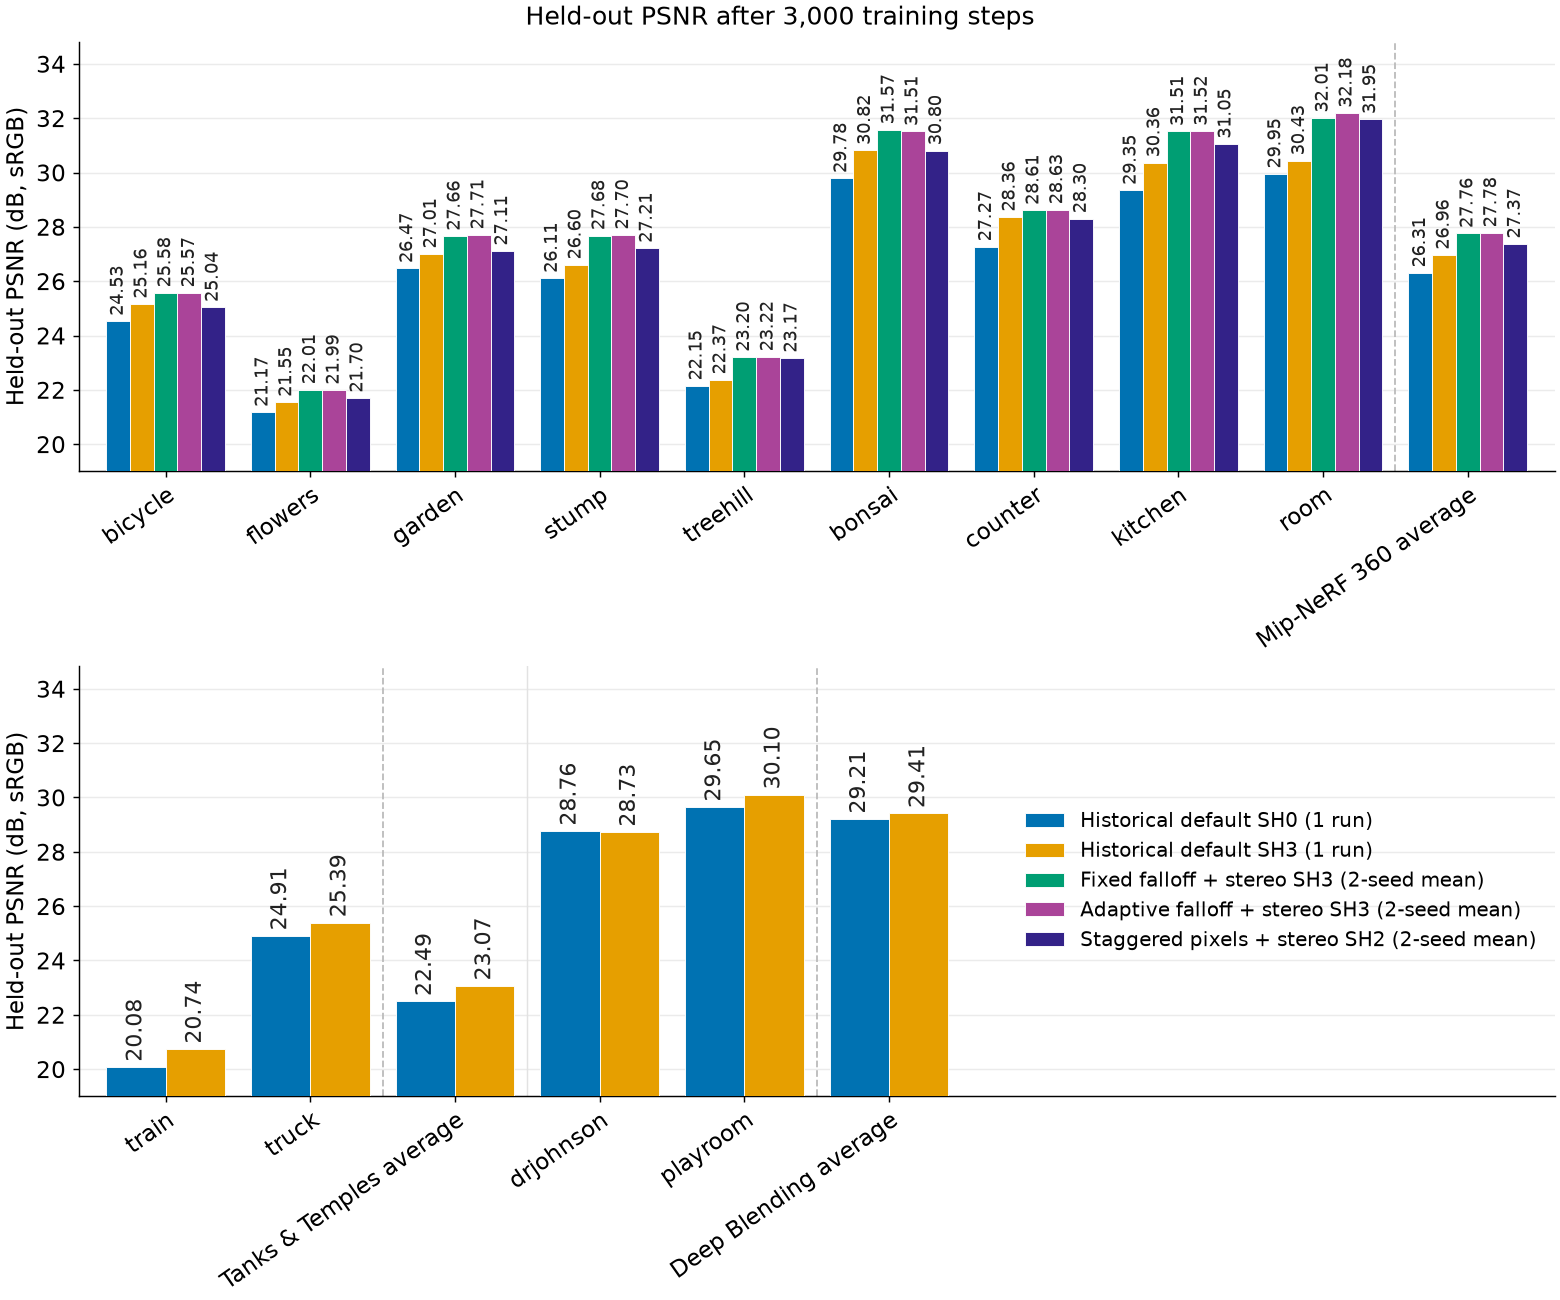 Held-out PSNR after 3,000 training steps
Held-out PSNR (dB, sRGB)
34
32
30
28
26
24
22
20
24.53 25.16 25.58 25.57 25.04
21.17 21.55 22.01 21.99 21.70
26.47 27.01 27.66 27.71 27.11
26.11 26.60 27.68 27.70 27.21
22.15 22.37 23.20 23.22 23.17
29.78 30.82 31.57 31.51 30.80
27.27 28.36 28.61 28.63 28.30
29.35 30.36 31.51 31.52 31.05
29.95 30.43 32.01 32.18 31.95
26.31 26.96 27.76 27.78 27.37
bicycle
flowers
garden
stump
treehill
bonsai
counter
kitchen
room
Mip-NeRF 360 average
Held-out PSNR (dB, sRGB)
34
32
30
28
26
24
22
20
20.08 20.74
24.91 25.39
22.49 23.07
28.76 28.73
29.65 30.10
29.21 29.41
train
truck
Tanks & Temples average
drjohnson
playroom
Deep Blending average
Historical default SH0 (1 run)
Historical default SH3 (1 run)
Fixed falloff + stereo SH3 (2-seed mean)
Adaptive falloff + stereo SH3 (2-seed mean)
Staggered pixels + stereo SH2 (2-seed mean)